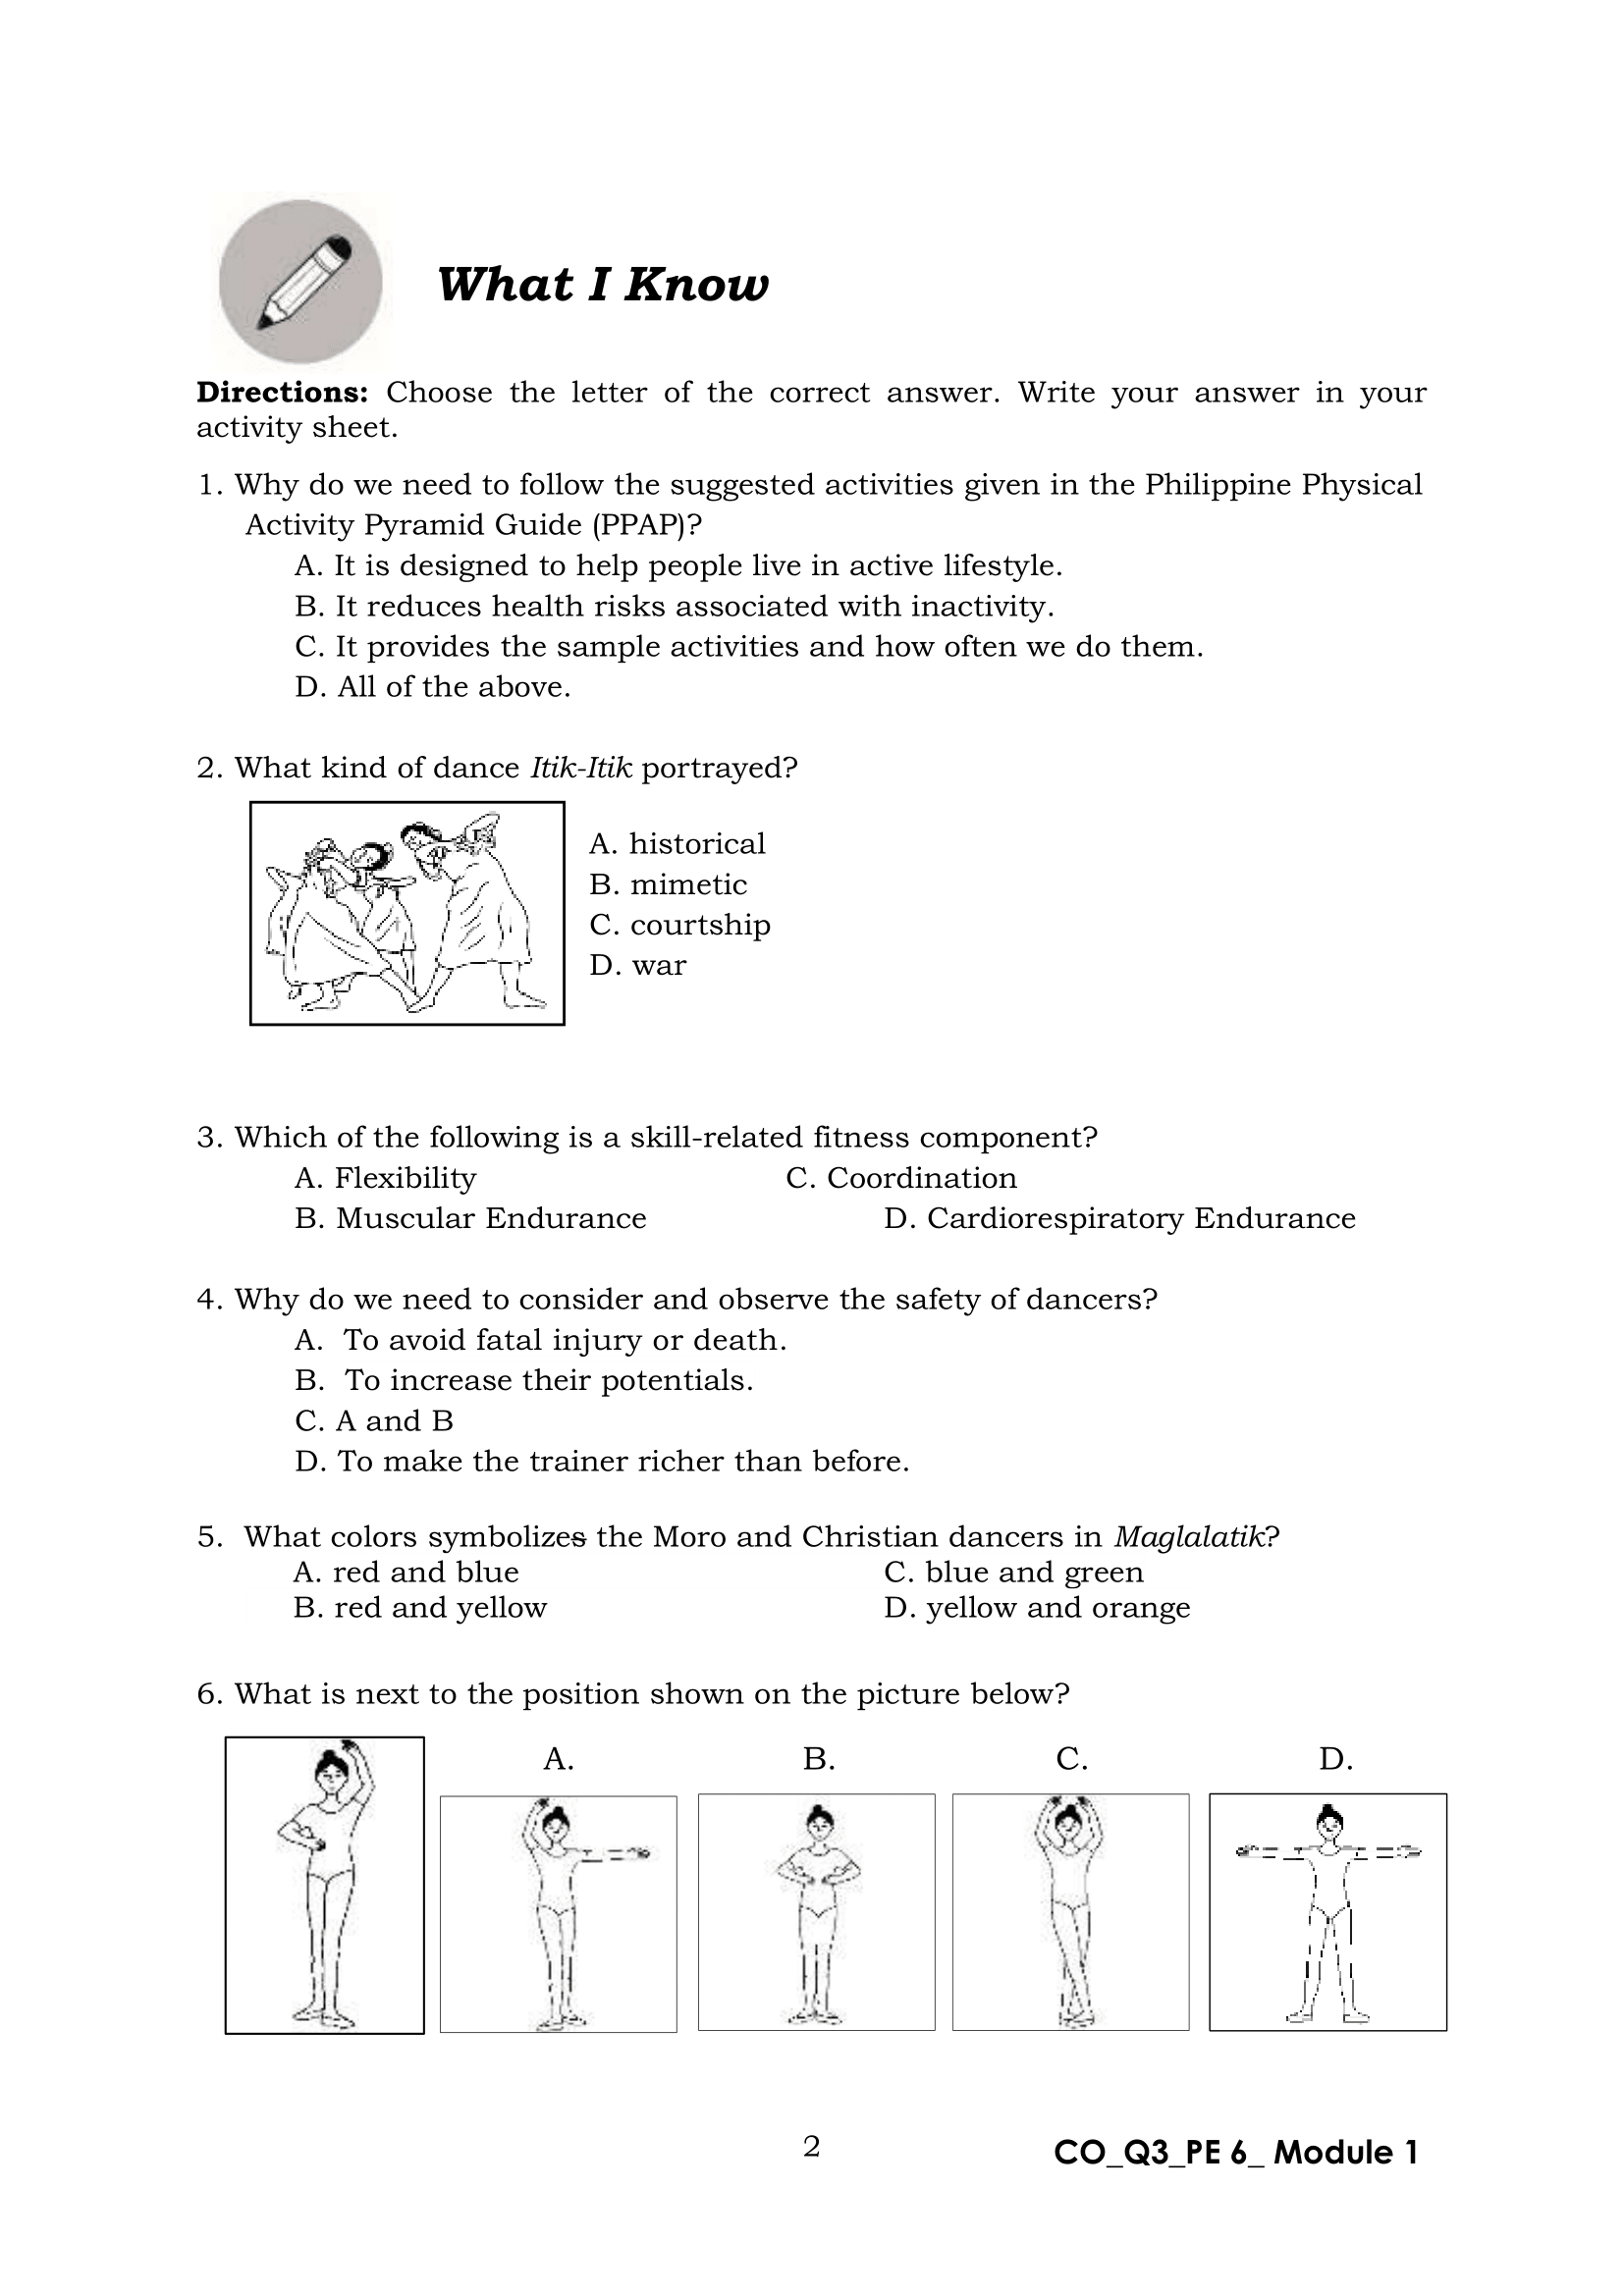 What I Know
Directions: Choose the letter of the correct answer. Write your answer in your
activity sheet.
1. Why do we need to follow the suggested activities given in the Philippine Physical
Activity Pyramid Guide (PPAP)?
A. It is designed to help people live in active lifestyle.
B. It reduces health risks associated with inactivity.
C. It provides the sample activities and how often we do them.
D. All of the above.
2. What kind of dance Itik-Itik portrayed?
A. historical
B. mimetic
C. courtship
D. war
3. Which of the following is a skill-related fitness component?
A. Flexibility C. Coordination
B. Muscular Endurance D. Cardiorespiratory Endurance
4. Why do we need to consider and observe the safety of dancers?
A. To avoid fatal injury or death.
B. To increase their potentials.
C. A and B
D. To make the trainer richer than before.
5. What colors symbolizes the Moro and Christian dancers in Maglalatik?
A. red and blue C. blue and green
B. red and yellow D. yellow and orange
6. What is next to the position shown on the picture below?
A. B. C. D.
2 CO_Q3_PE 6_ Module 1